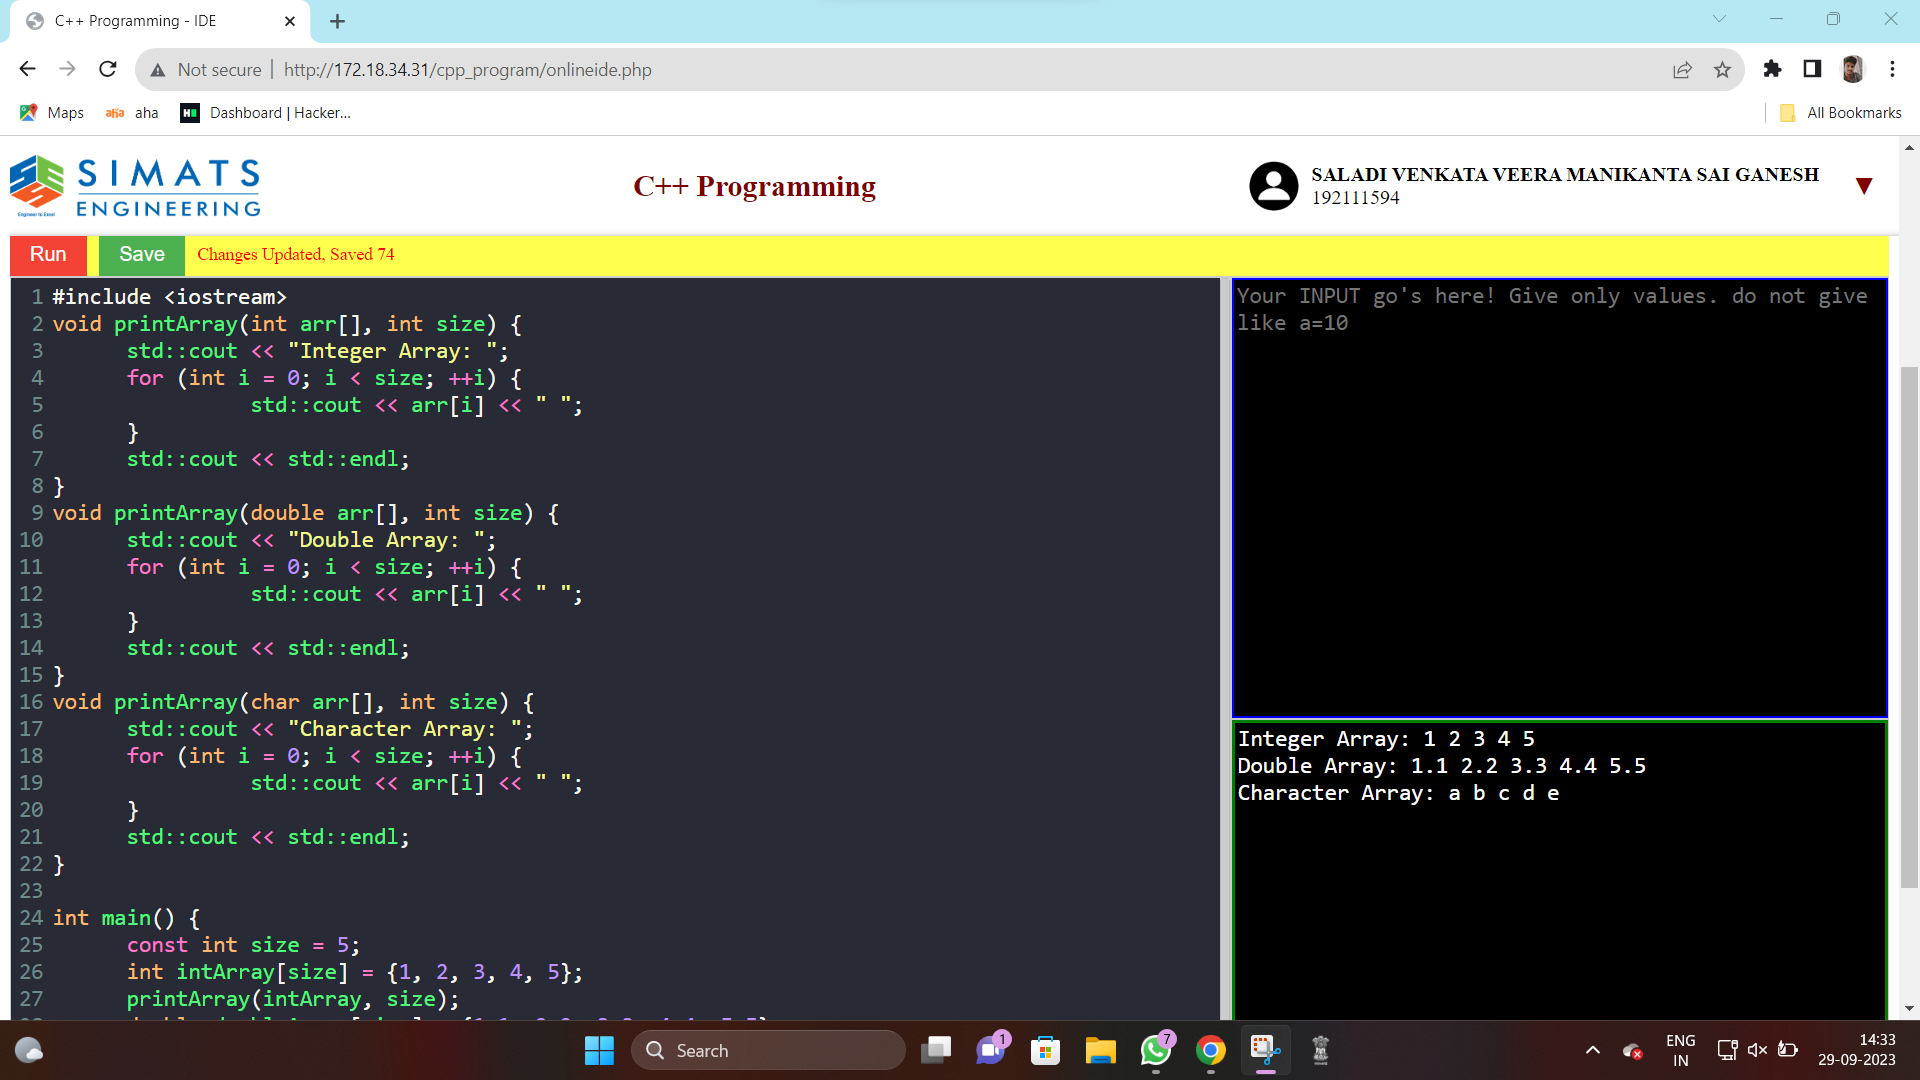 C++ Programming - IDE
Not secure http://172.18.34.31/cpp_program/onlineide.php
Maps aha aha Dashboard | Hacker... All Bookmarks
SIMATS
ENGINEERING
Engineer to Excel
C++ Programming
SALADI VENKATA VEERA MANIKANTA SAI GANESH
192111594
Run Save Changes Updated, Saved 74
1 #include <iostream>
2 void printArray(int arr[], int size) {
3 std::cout << "Integer Array: ";
4 for (int i = 0; i < size; ++i) {
5 std::cout << arr[i] << " ";
6 }
7 std::cout << std::endl;
8 }
9 void printArray(double arr[], int size) {
10 std::cout << "Double Array: ";
11 for (int i = 0; i < size; ++i) {
12 std::cout << arr[i] << " ";
13 }
14 std::cout << std::endl;
15 }
16 void printArray(char arr[], int size) {
17 std::cout << "Character Array: ";
18 for (int i = 0; i < size; ++i) {
19 std::cout << arr[i] << " ";
20 }
21 std::cout << std::endl;
22 }
23
24 int main() {
25 const int size = 5;
26 int intArray[size] = {1, 2, 3, 4, 5};
27 printArray(intArray, size);
Your INPUT go's here! Give only values. do not give
like a=10
Integer Array: 1 2 3 4 5
Double Array: 1.1 2.2 3.3 4.4 5.5
Character Array: a b c d e
Search
1
7
ENG
IN
14:33
29-09-2023